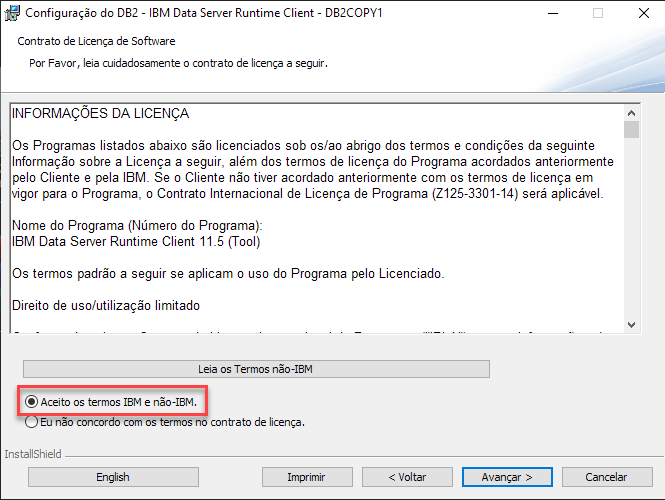 Configuração do DB2 - IBM Data Server Runtime Client - DB2COPY1
Contrato de Licença de Software
Por Favor, leia cuidadosamente o contrato de licença a seguir.
INFORMAÇÕES DA LICENÇA
Os Programas listados abaixo são licenciados sob os/ao abrigo dos termos e condições da seguinte
Informação sobre a Licença a seguir, além dos termos de licença do Programa acordados anteriormente
pelo Cliente e pela IBM. Se o Cliente não tiver acordado anteriormente com os termos de licença em
vigor para o Programa, o Contrato Internacional de Licença de Programa (Z125-3301-14) será aplicável.
Nome do Programa (Número do Programa):
IBM Data Server Runtime Client 11.5 (Tool)
Os termos padrão a seguir se aplicam o uso do Programa pelo Licenciado.
Direito de uso/utilização limitado
Leia os Termos não-IBM
Aceito os termos IBM e não-IBM.
Eu não concordo com os termos no contrato de licença.
InstallShield
English
Imprimir
< Voltar
Avançar >
Cancelar